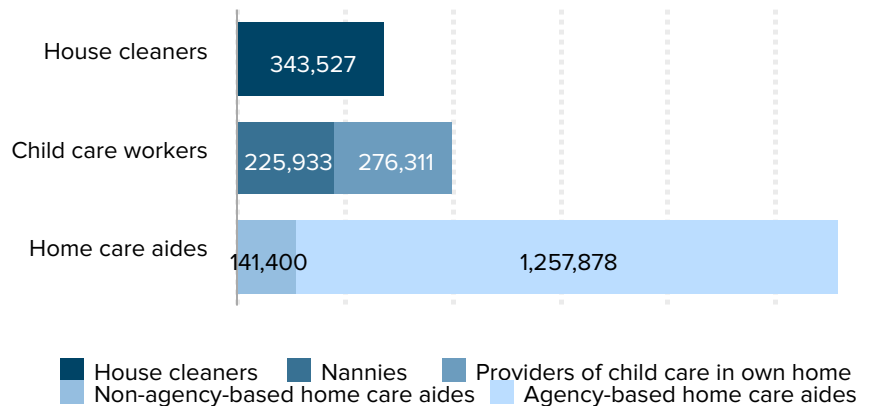 House cleaners
343,527
Child care workers
225,933 276,311
Home care aides
141,400 1,257,878
House cleaners Nannies Providers of child care in own home
Non-agency-based home care aides Agency-based home care aides